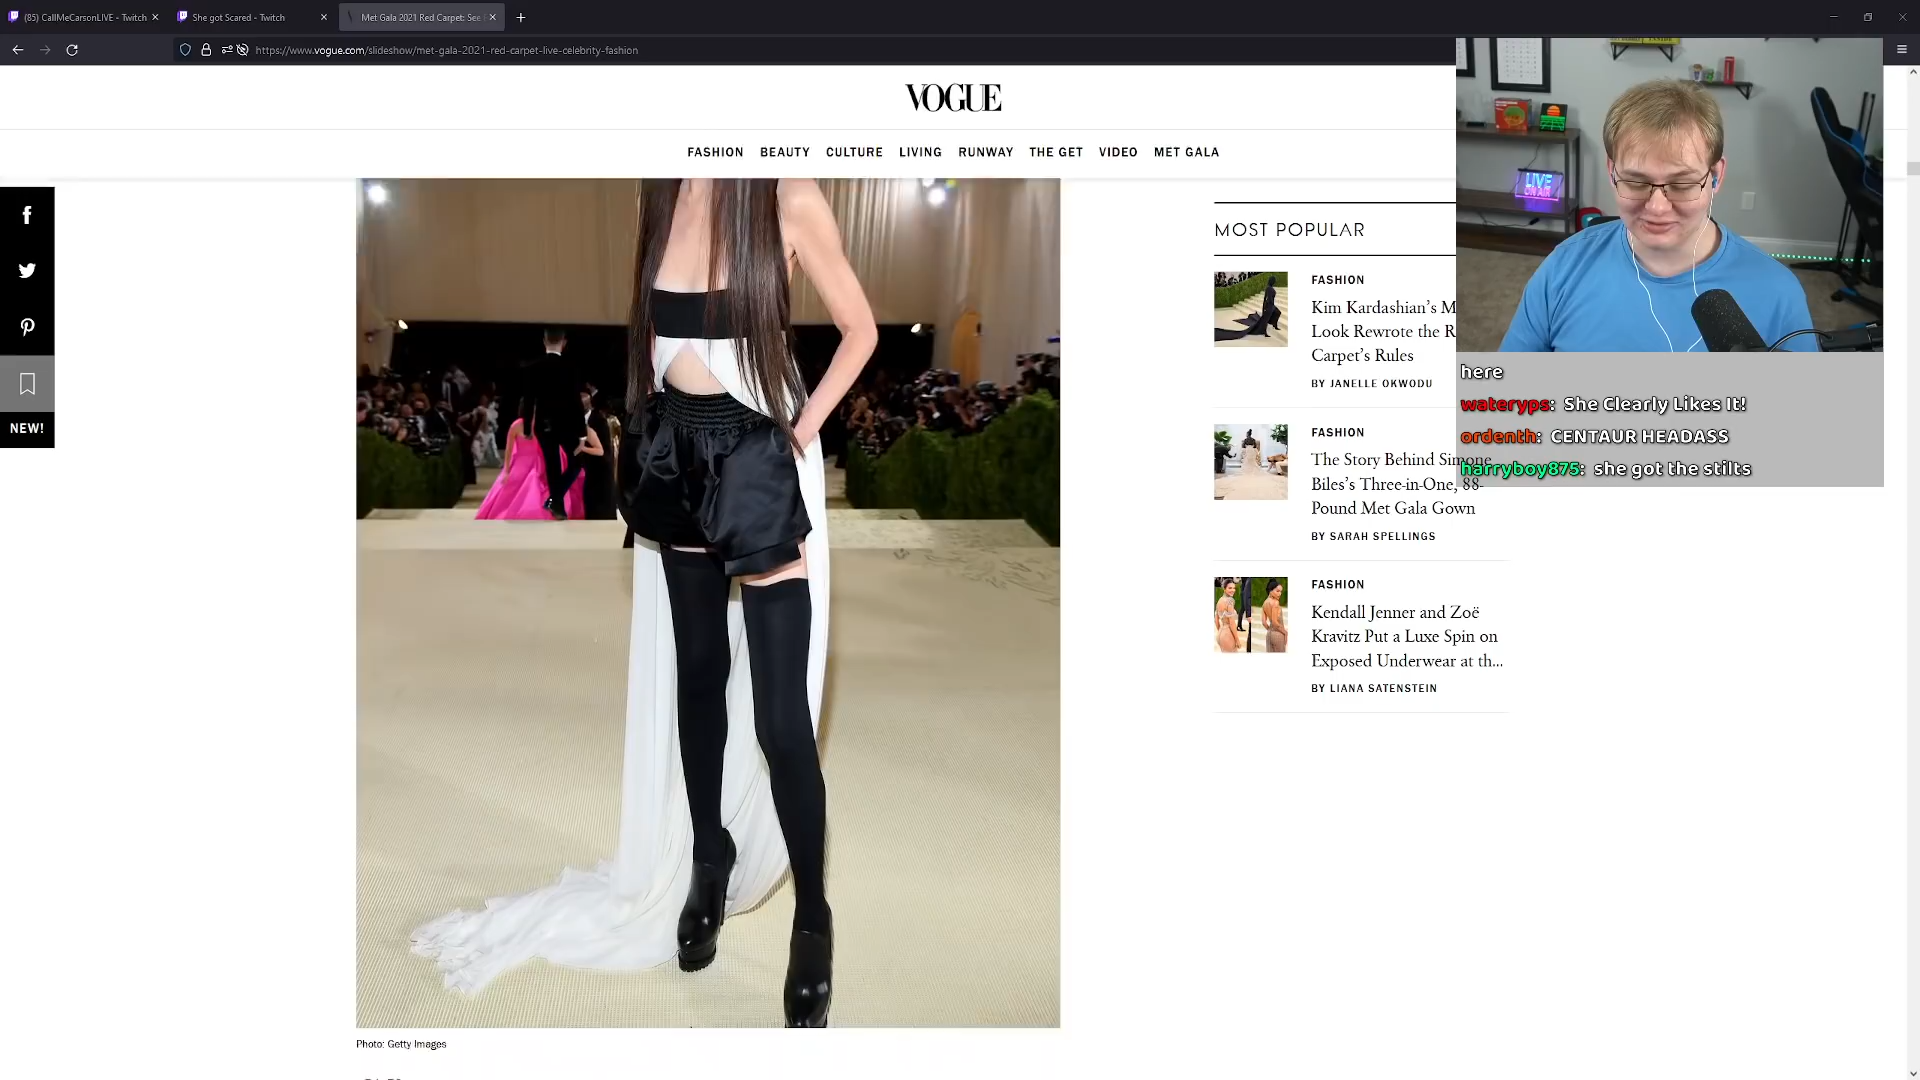 (85) CallMeCarsonLIVE - Twitch
She got Scared - Twitch
Met Gala 2021 Red Carpet: See
https://www.vogue.com/slideshow/met-gala-2021-red-carpet-live-celebrity-fashion
VOGUE
FASHION BEAUTY CULTURE LIVING RUNWAY THE GET VIDEO MET GALA
NEW!
MOST POPULAR
FASHION
Kim Kardashian's M
Look Rewrote the R
Carpet's Rules
BY JANELLE OKWODU
FASHION
The Story Behind Simone
Biles's Three-in-One, 88-
Pound Met Gala Gown
BY SARAH SPELLINGS
FASHION
Kendall Jenner and Zoë
Kravitz Put a Luxe Spin on
Exposed Underwear at th...
BY LIANA SATENSTEIN
LIVE
ON AIR
here
wateryps: She Clearly Likes It!
ordenth: CENTAUR HEADASS
harryboy875: she got the stilts
Photo: Getty Images